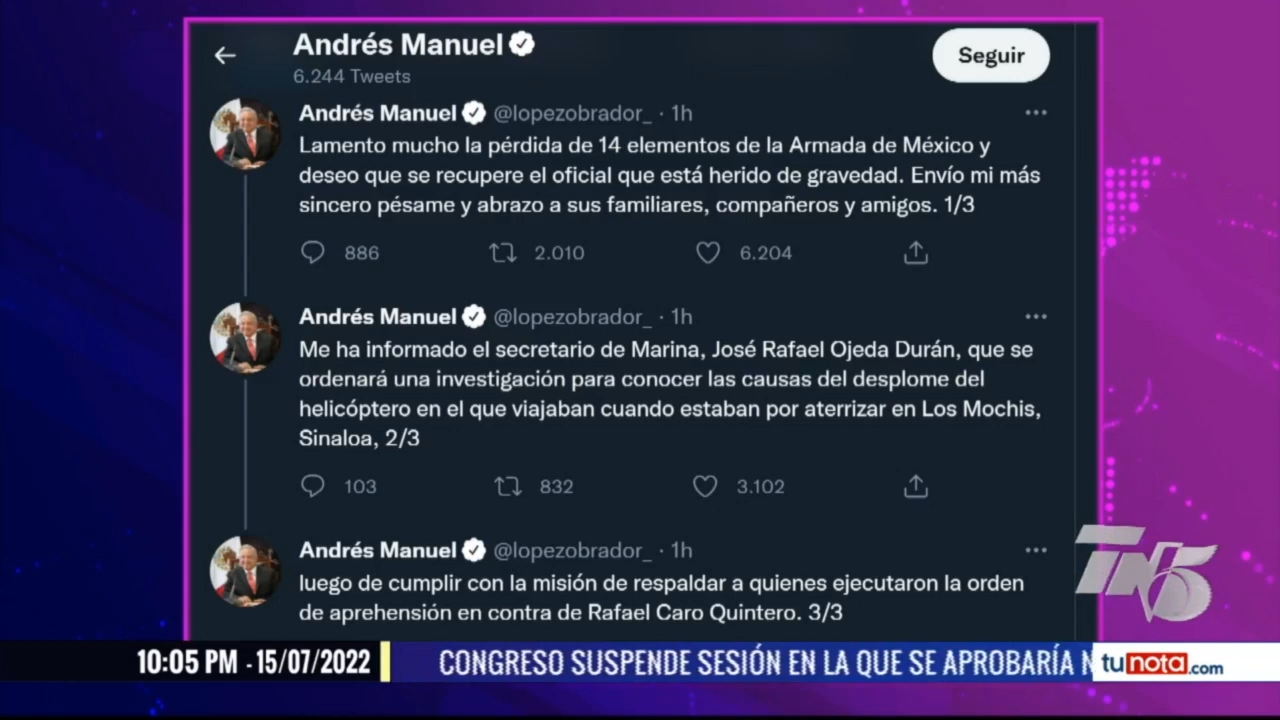 Andrés Manuel
6.244 Tweets
Seguir
Andrés Manuel @lopezobrador_ · 1h
Lamento mucho la pérdida de 14 elementos de la Armada de México y
deseo que se recupere el oficial que está herido de gravedad. Envío mi más
sincero pésame y abrazo a sus familiares, compañeros y amigos. 1/3
886 2.010 6.204
Andrés Manuel @lopezobrador_ · 1h
Me ha informado el secretario de Marina, José Rafael Ojeda Durán, que se
ordenará una investigación para conocer las causas del desplome del
helicóptero en el que viajaban cuando estaban por aterrizar en Los Mochis,
Sinaloa, 2/3
103 832 3.102
Andrés Manuel @lopezobrador_ · 1h
luego de cumplir con la misión de respaldar a quienes ejecutaron la orden
de aprehensión en contra de Rafael Caro Quintero. 3/3
TN5
10:05 PM - 15/07/2022 CONGRESO SUSPENDE SESIÓN EN LA QUE SE APROBARÍA tunota.com